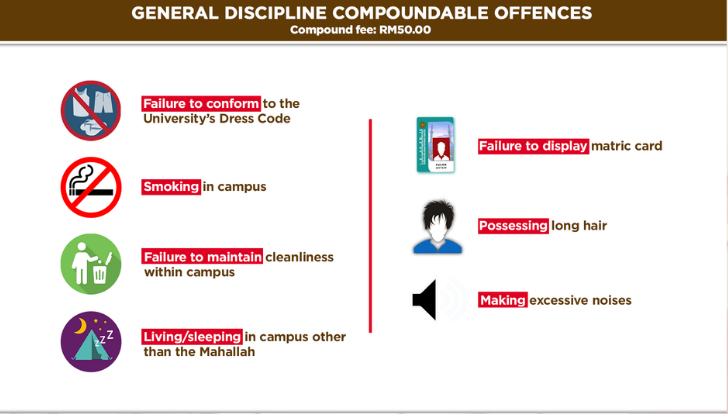 GENERAL DISCIPLINE COMPOUNDABLE OFFENCES
Compound fee: RM50.00
Failure to conform to the
University's Dress Code
Smoking in campus
Failure to maintain cleanliness
within campus
Living/sleeping in campus other
than the Mahallah
Failure to display matric card
Possessing long hair
Making excessive noises